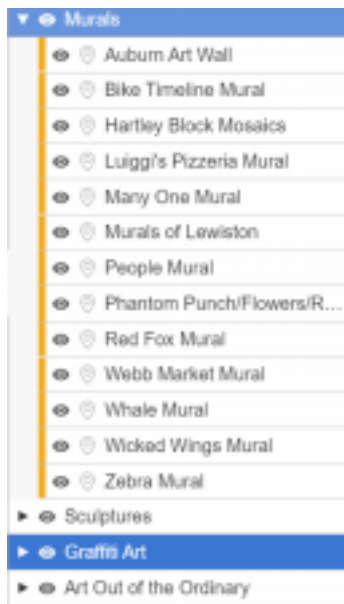 Murals
Auburn Art Wall
Bike Timeline Mural
Hartley Block Mosaics
Luiggi's Pizzeria Mural
Many One Mural
Murals of Lewiston
People Mural
Phantom Punch/Flowers/R...
Red Fox Mural
Webb Market Mural
Whale Mural
Wicked Wings Mural
Zebra Mural
Sculptures
Graffiti Art
Art Out of the Ordinary